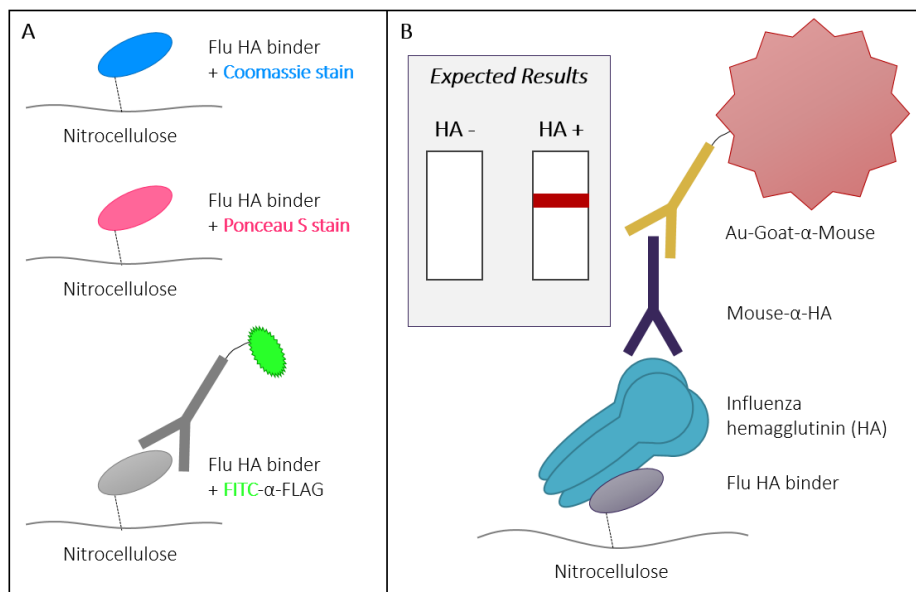 A
Flu HA binder
+ Coomassie stain
Nitrocellulose
Flu HA binder
+ Ponceau S stain
Nitrocellulose
Flu HA binder
+ FITC-α-FLAG
Nitrocellulose
B
Expected Results
HA -
HA +
Au-Goat-α-Mouse
Mouse-α-HA
Influenza
hemagglutinin (HA)
Flu HA binder
Nitrocellulose